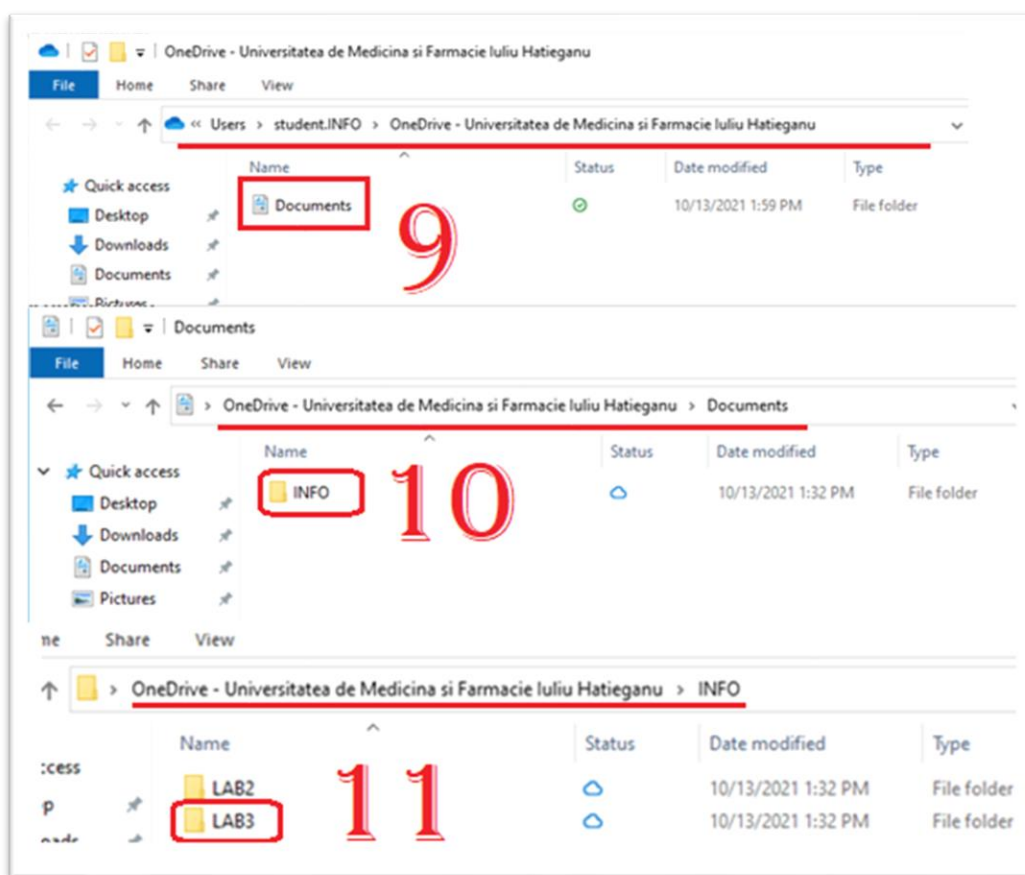 OneDrive - Universitatea de Medicina si Farmacie Iuliu Hatieganu
File Home Share View
« Users > student.INFO > OneDrive - Universitatea de Medicina si Farmacie Iuliu Hatieganu
Name Status Date modified Type
Quick access
Documents 10/13/2021 1:59 PM File folder
Desktop
9
Downloads
Documents
Pictures
Documents
File Home Share View
> OneDrive - Universitatea de Medicina si Farmacie Iuliu Hatieganu > Documents
Name Status Date modified Type
Quick access
INFO 10/13/2021 1:32 PM File folder
10
Desktop
Downloads
Documents
Pictures
me Share View
> OneDrive - Universitatea de Medicina si Farmacie Iuliu Hatieganu > INFO
Name Status Date modified Type
:cess
LAB2 10/13/2021 1:32 PM File folder
p
LAB3 10/13/2021 1:32 PM File folder
11